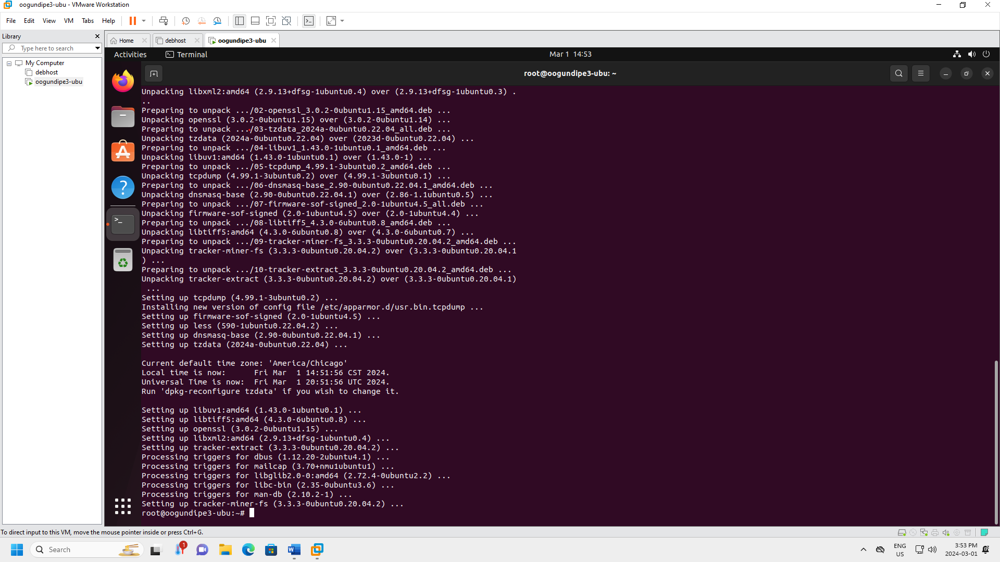 oogundipe3-ubu - VMware Workstation
File Edit View VM Tabs Help
Library
Type here to search
My Computer
debhost
oogundipe3-ubu
Home debhost oogundipe3-ubu
Activities Terminal Mar 1 14:53
root@oogundipe3-ubu: ~
Unpacking libxml2:amd64 (2.9.13+dfsg-1ubuntu0.4) over (2.9.13+dfsg-1ubuntu0.3) .
..
Preparing to unpack .../02-openssl_3.0.2-0ubuntu1.15_amd64.deb ...
Unpacking openssl (3.0.2-0ubuntu1.15) over (3.0.2-0ubuntu1.14) ...
Preparing to unpack .../03-tzdata_2024a-0ubuntu0.22.04_all.deb ...
Unpacking tzdata (2024a-0ubuntu0.22.04) over (2023d-0ubuntu0.22.04) ...
Preparing to unpack .../04-libuv1_1.43.0-1ubuntu0.1_amd64.deb ...
Unpacking libuv1:amd64 (1.43.0-1ubuntu0.1) over (1.43.0-1) ...
Preparing to unpack .../05-tcpdump_4.99.1-3ubuntu0.2_amd64.deb ...
Unpacking tcpdump (4.99.1-3ubuntu0.2) over (4.99.1-3ubuntu0.1) ...
Preparing to unpack .../06-dnsmasq-base_2.90-0ubuntu0.22.04.1_amd64.deb ...
Unpacking dnsmasq-base (2.90-0ubuntu0.22.04.1) over (2.86-1.1ubuntu0.5) ...
Preparing to unpack .../07-firmware-sof-signed_2.0-1ubuntu4.5_all.deb ...
Unpacking firmware-sof-signed (2.0-1ubuntu4.5) over (2.0-1ubuntu4.4) ...
Preparing to unpack .../08-libtiff5_4.3.0-6ubuntu0.8_amd64.deb ...
Unpacking libtiff5:amd64 (4.3.0-6ubuntu0.8) over (4.3.0-6ubuntu0.7) ...
Preparing to unpack .../09-tracker-miner-fs_3.3.3-0ubuntu0.20.04.2_amd64.deb ...
Unpacking tracker-miner-fs (3.3.3-0ubuntu0.20.04.2) over (3.3.3-0ubuntu0.20.04.1
) ...
Preparing to unpack .../10-tracker-extract_3.3.3-0ubuntu0.20.04.2_amd64.deb ...
Unpacking tracker-extract (3.3.3-0ubuntu0.20.04.2) over (3.3.3-0ubuntu0.20.04.1)
...
Setting up tcpdump (4.99.1-3ubuntu0.2) ...
Installing new version of config file /etc/apparmor.d/usr.bin.tcpdump ...
Setting up firmware-sof-signed (2.0-1ubuntu4.5) ...
Setting up less (590-1ubuntu0.22.04.2) ...
Setting up dnsmasq-base (2.90-0ubuntu0.22.04.1) ...
Setting up tzdata (2024a-0ubuntu0.22.04) ...
Current default time zone: 'America/Chicago'
Local time is now:      Fri Mar  1 14:51:56 CST 2024.
Universal Time is now:  Fri Mar  1 20:51:56 UTC 2024.
Run 'dpkg-reconfigure tzdata' if you wish to change it.
Setting up libuv1:amd64 (1.43.0-1ubuntu0.1) ...
Setting up libtiff5:amd64 (4.3.0-6ubuntu0.8) ...
Setting up openssl (3.0.2-0ubuntu1.15) ...
Setting up libxml2:amd64 (2.9.13+dfsg-1ubuntu0.4) ...
Setting up tracker-extract (3.3.3-0ubuntu0.20.04.2) ...
Processing triggers for dbus (1.12.20-2ubuntu4.1) ...
Processing triggers for mailcap (3.70+nmu1ubuntu1) ...
Processing triggers for libglib2.0-0:amd64 (2.72.4-0ubuntu2.2) ...
Processing triggers for libc-bin (2.35-0ubuntu3.6) ...
Processing triggers for man-db (2.10.2-1) ...
Setting up tracker-miner-fs (3.3.3-0ubuntu0.20.04.2) ...
root@oogundipe3-ubu:~#
To direct input to this VM, move the mouse pointer inside or press Ctrl+G.
Search
1
ENG
US
3:53 PM
2024-03-01